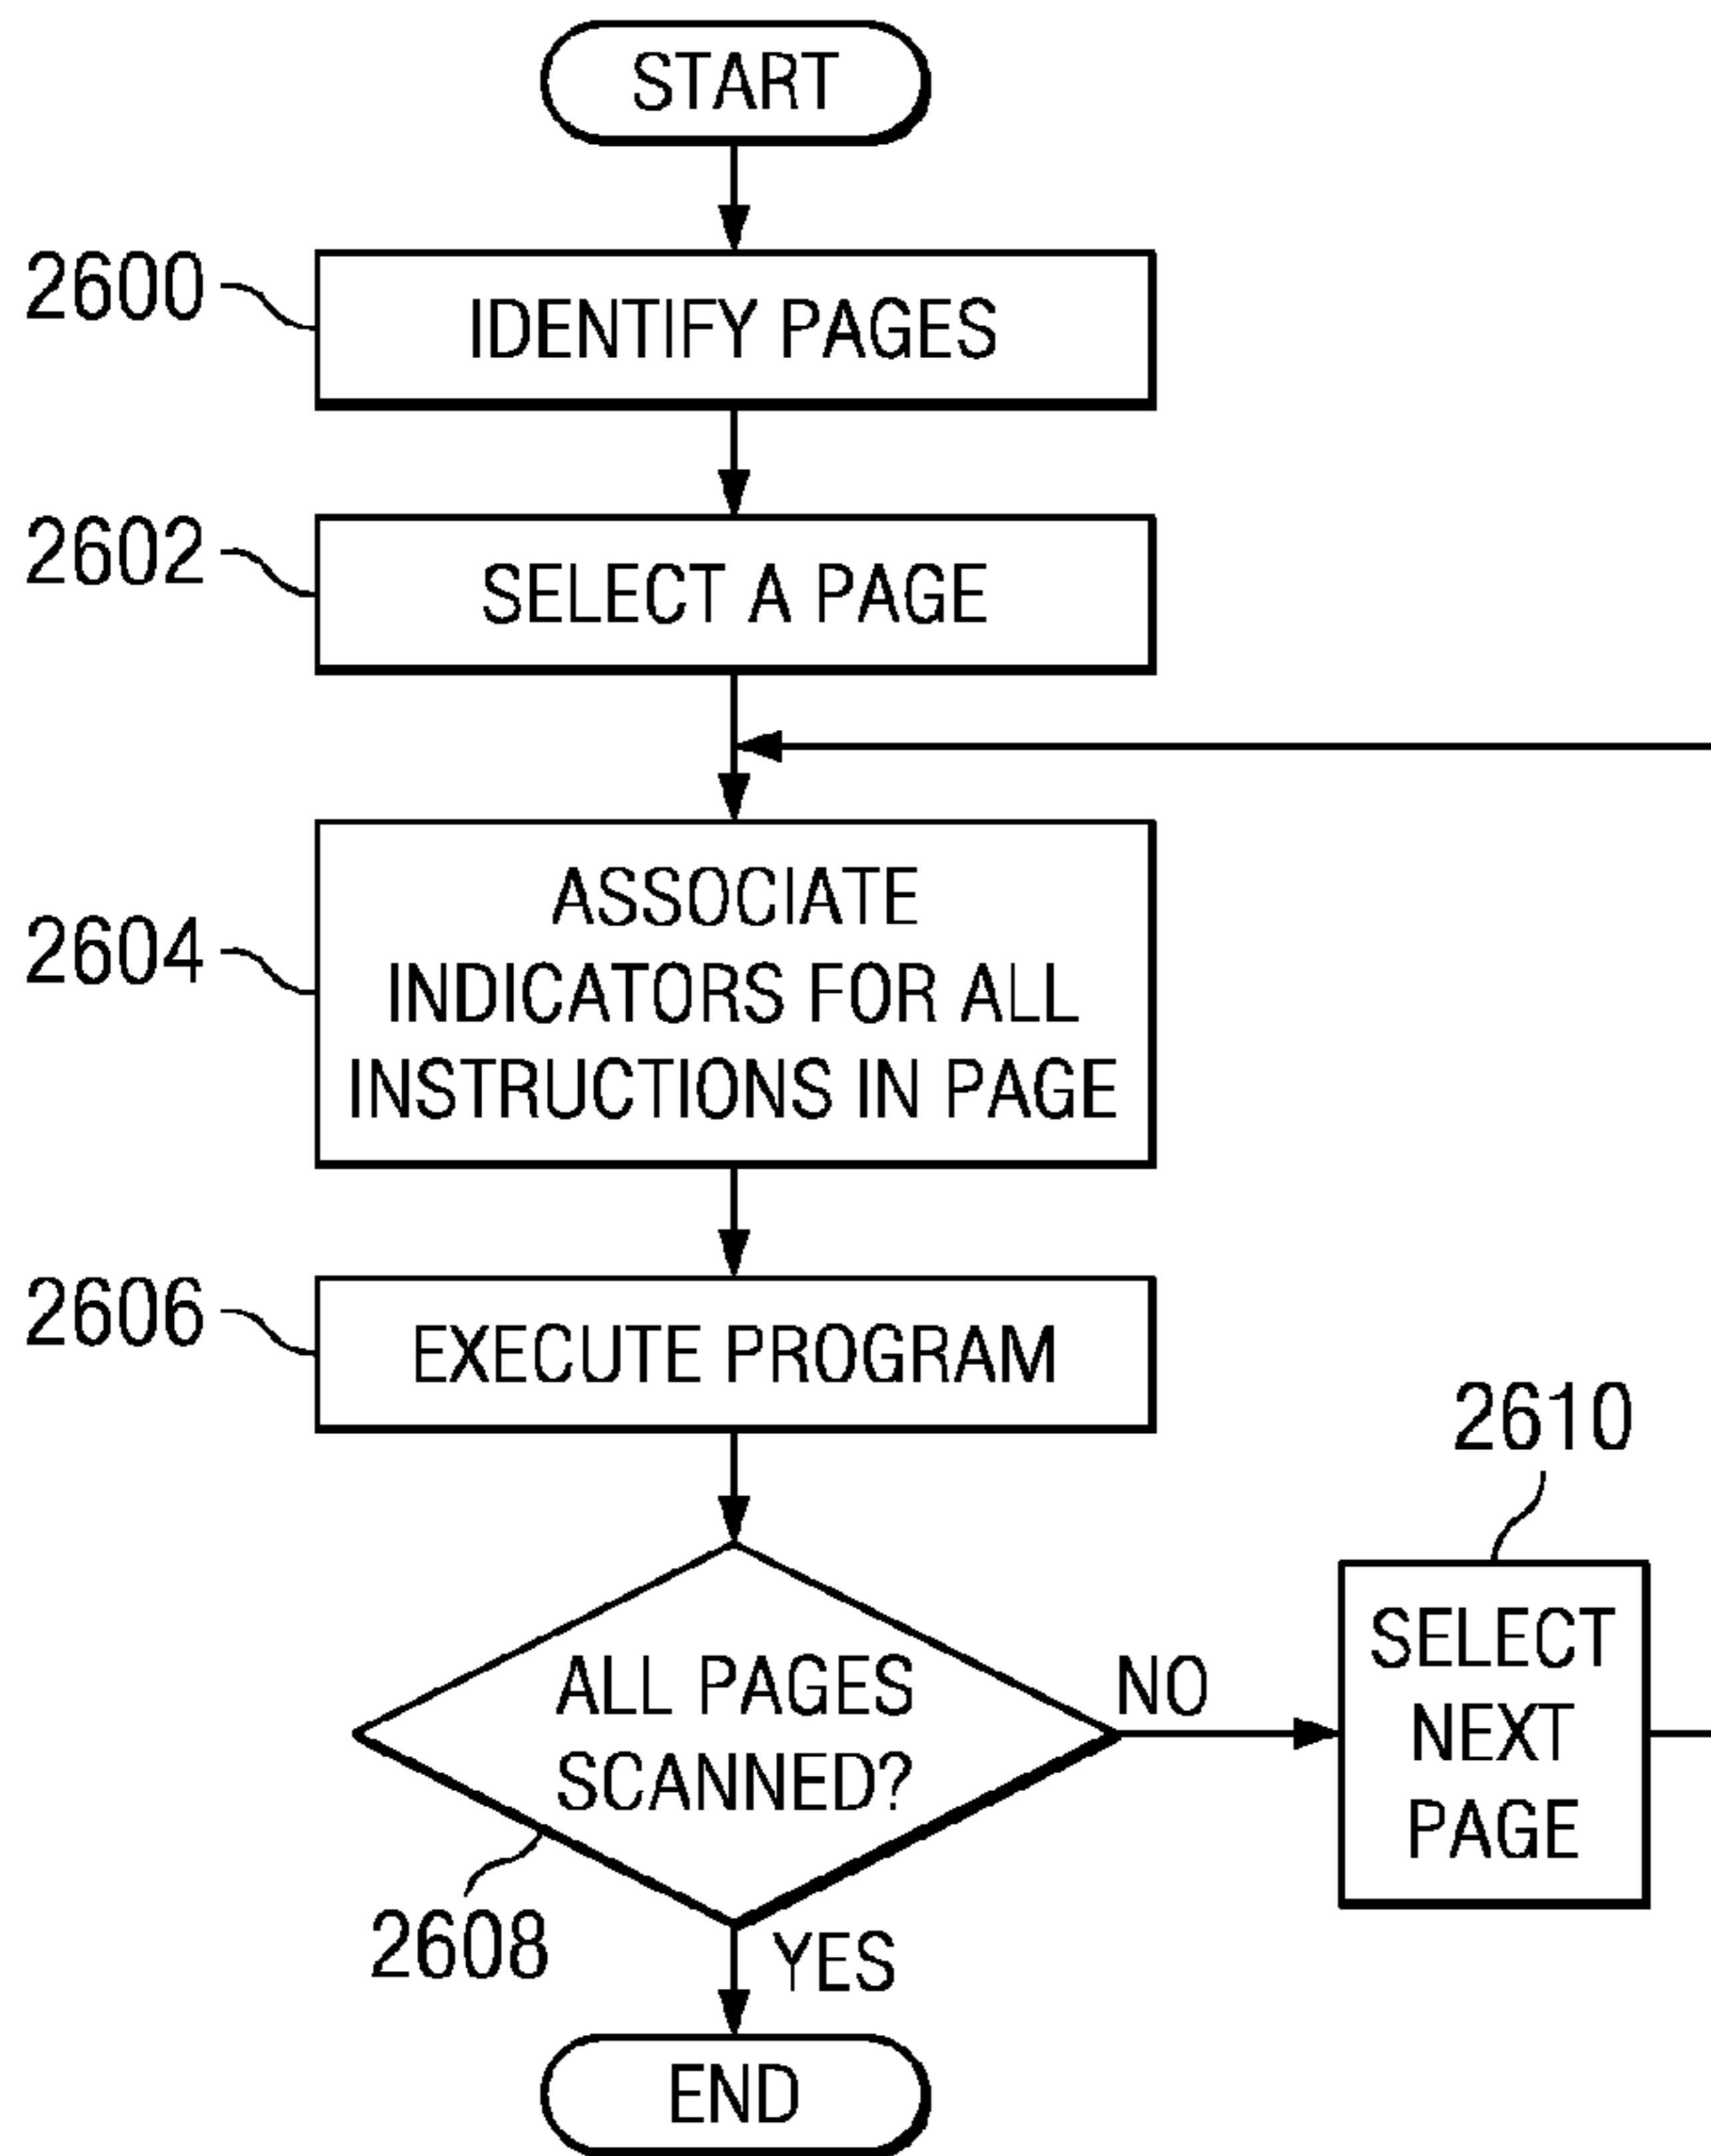 START
2600
IDENTIFY PAGES
2602
SELECT A PAGE
2604
ASSOCIATE
INDICATORS FOR ALL
INSTRUCTIONS IN PAGE
2606
EXECUTE PROGRAM
2610
ALL PAGES
SCANNED?
NO
SELECT
NEXT
PAGE
2608
YES
END